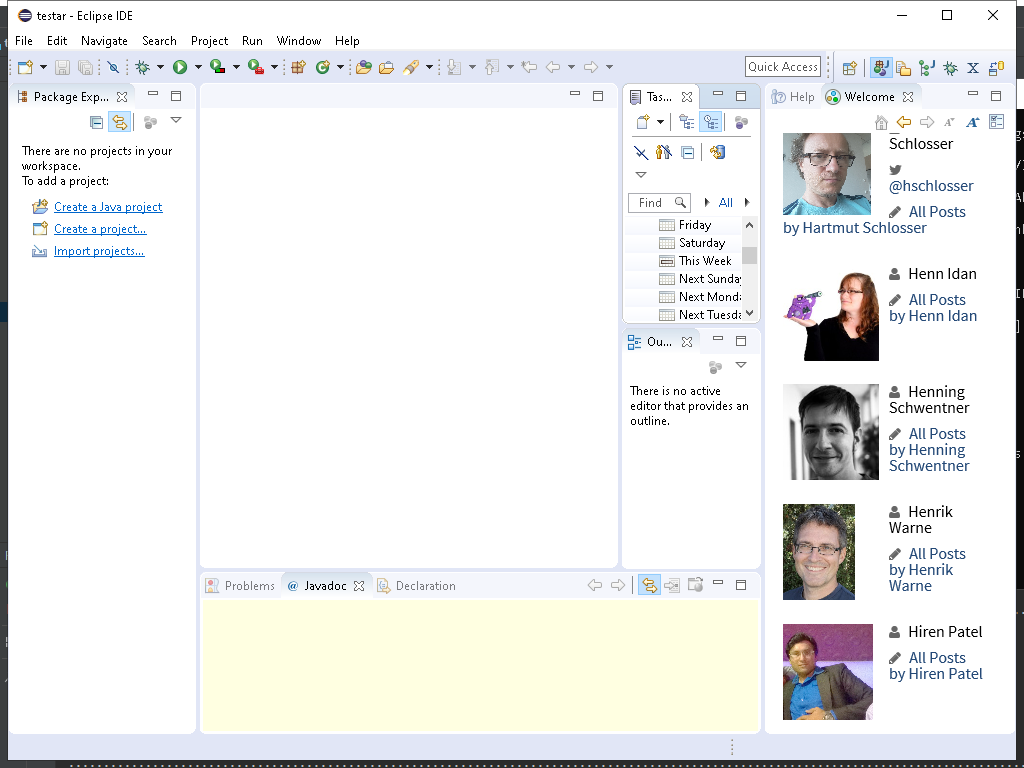 testar - Eclipse IDE
File Edit Navigate Search Project Run Window Help
Quick Access
Package Exp...
There are no projects in your
workspace.
To add a project:
Create a Java project
Create a project...
Import projects...
Tas...
Find
All
Friday
Saturday
This Week
Next Sunday
Ou...
There is no active
editor that provides an
outline.
Problems @ Javadoc Declaration
Help Welcome
Schlosser
@hschlosser
All Posts
by Hartmut Schlosser
Henn Idan
All Posts
by Henn Idan
Henning
Schwentner
All Posts
by Henning
Schwentner
Henrik
Warne
All Posts
by Henrik
Warne
Hiren Patel
All Posts
by Hiren Patel